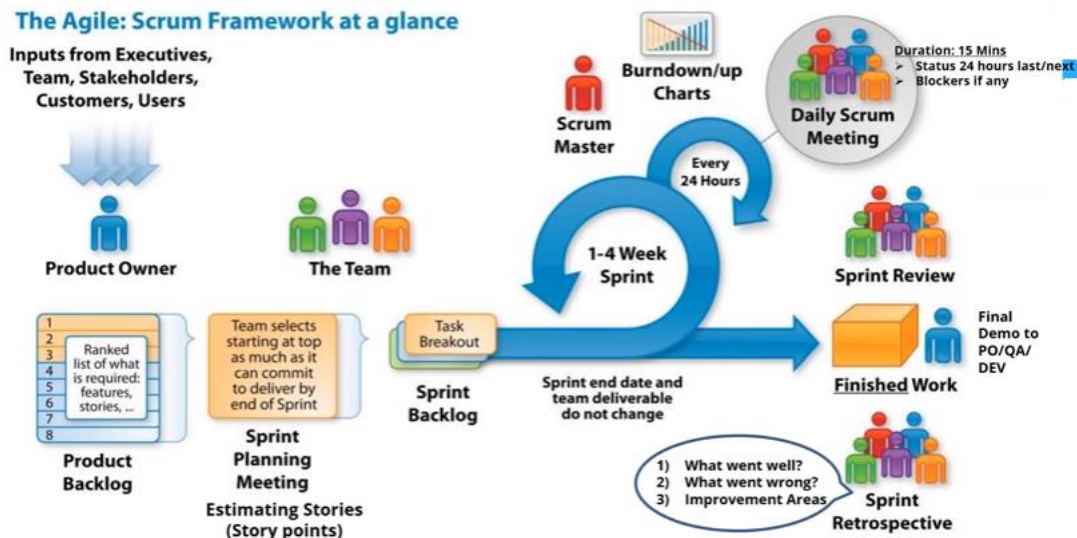 The Agile: Scrum Framework at a glance
Inputs from Executives,
Team, Stakeholders,
Customers, Users
Product Owner
The Team
Scrum
Master
Burndown/up
Charts
Daily Scrum
Meeting
Duration: 15 Mins
➢ Status 24 hours last/next
➢ Blockers if any
Every
24 Hours
1-4 Week
Sprint
Sprint Review
1
2
3
4
5
6
7
8
Ranked
list of what
is required:
features,
stories, ...
Product
Backlog
Team selects
starting at top
as much as it
can commit
to deliver by
end of Sprint
Sprint
Planning
Meeting
Estimating Stories
(Story points)
Task
Breakout
Sprint
Backlog
Sprint end date and
team deliverable
do not change
Finished Work
Final
Demo to
PO/QA/
DEV
1) What went well?
2) What went wrong?
3) Improvement Areas
Sprint
Retrospective